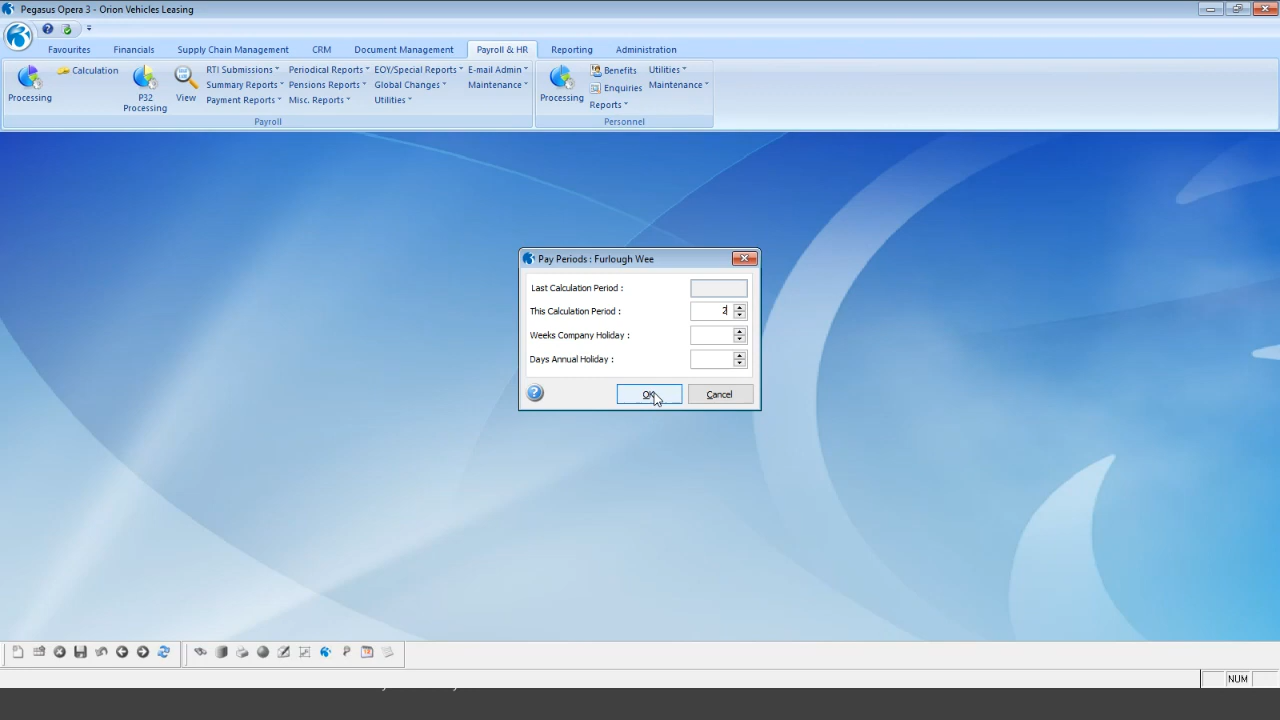 Pegasus Opera 3 - Orion Vehicles Leasing
Favourites Financials Supply Chain Management CRM Document Management Payroll & HR Reporting Administration
Processing
Calculation
P32 Processing
View
RTI Submissions
Summary Reports
Payment Reports
Periodical Reports
Pensions Reports
Misc. Reports
EOY/Special Reports
Global Changes
Utilities
E-mail Admin
Maintenance
Payroll
Processing
Benefits
Enquiries
Reports
Utilities
Maintenance
Personnel
Pay Periods : Furlough Wee
Last Calculation Period :
This Calculation Period : 2
Weeks Company Holiday :
Days Annual Holiday :
OK Cancel
NUM